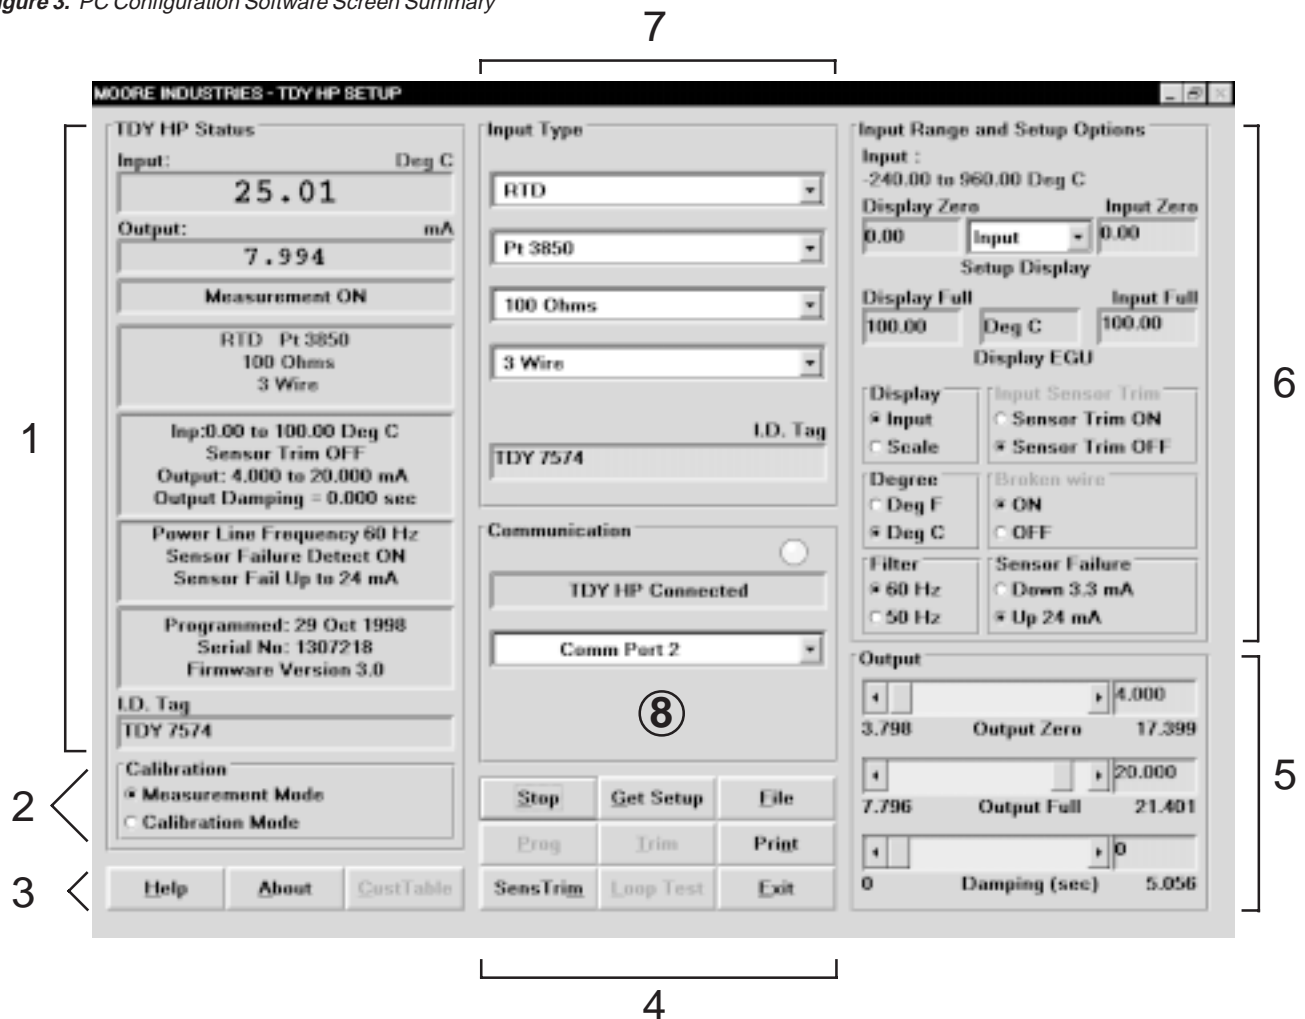 igure 3. PC Configuration Software Screen Summary
7
MOORE INDUSTRIES - TDY HP SETUP
1
TDY HP Status
Input: Deg C
25.01
Output: mA
7.994
Measurement ON
RTD Pt 3850
100 Ohms
3 Wire
Inp:0.00 to 100.00 Deg C
Sensor Trim OFF
Output: 4.000 to 20.000 mA
Output Damping = 0.000 sec
Power Line Frequency 60 Hz
Sensor Failure Detect ON
Sensor Fail Up to 24 mA
Programmed: 29 Oct 1998
Serial No: 1307218
Firmware Version 3.0
I.D. Tag
TDY 7574
2
Calibration
Measurement Mode
Calibration Mode
3
Help About CustTable
Input Type
RTD
Pt 3850
100 Ohms
3 Wire
I.D. Tag
TDY 7574
Communication
TDY HP Connected
Comm Port 2
8
Stop Get Setup File
Prog Trim Print
SensTrim Loop Test Exit
4
Input Range and Setup Options
Input :
-240.00 to 960.00 Deg C
Display Zero Input Zero
0.00 Input 0.00
Setup Display
Display Full Input Full
100.00 Deg C 100.00
Display EGU
Display Input Sensor Trim
Input Sensor Trim ON
Scale Sensor Trim OFF
Degree Broken wire
Deg F ON
Deg C OFF
Filter Sensor Failure
60 Hz Down 3.3 mA
50 Hz Up 24 mA
6
Output
4.000
3.798 Output Zero 17.399
20.000
7.796 Output Full 21.401
0
0 Damping (sec) 5.056
5